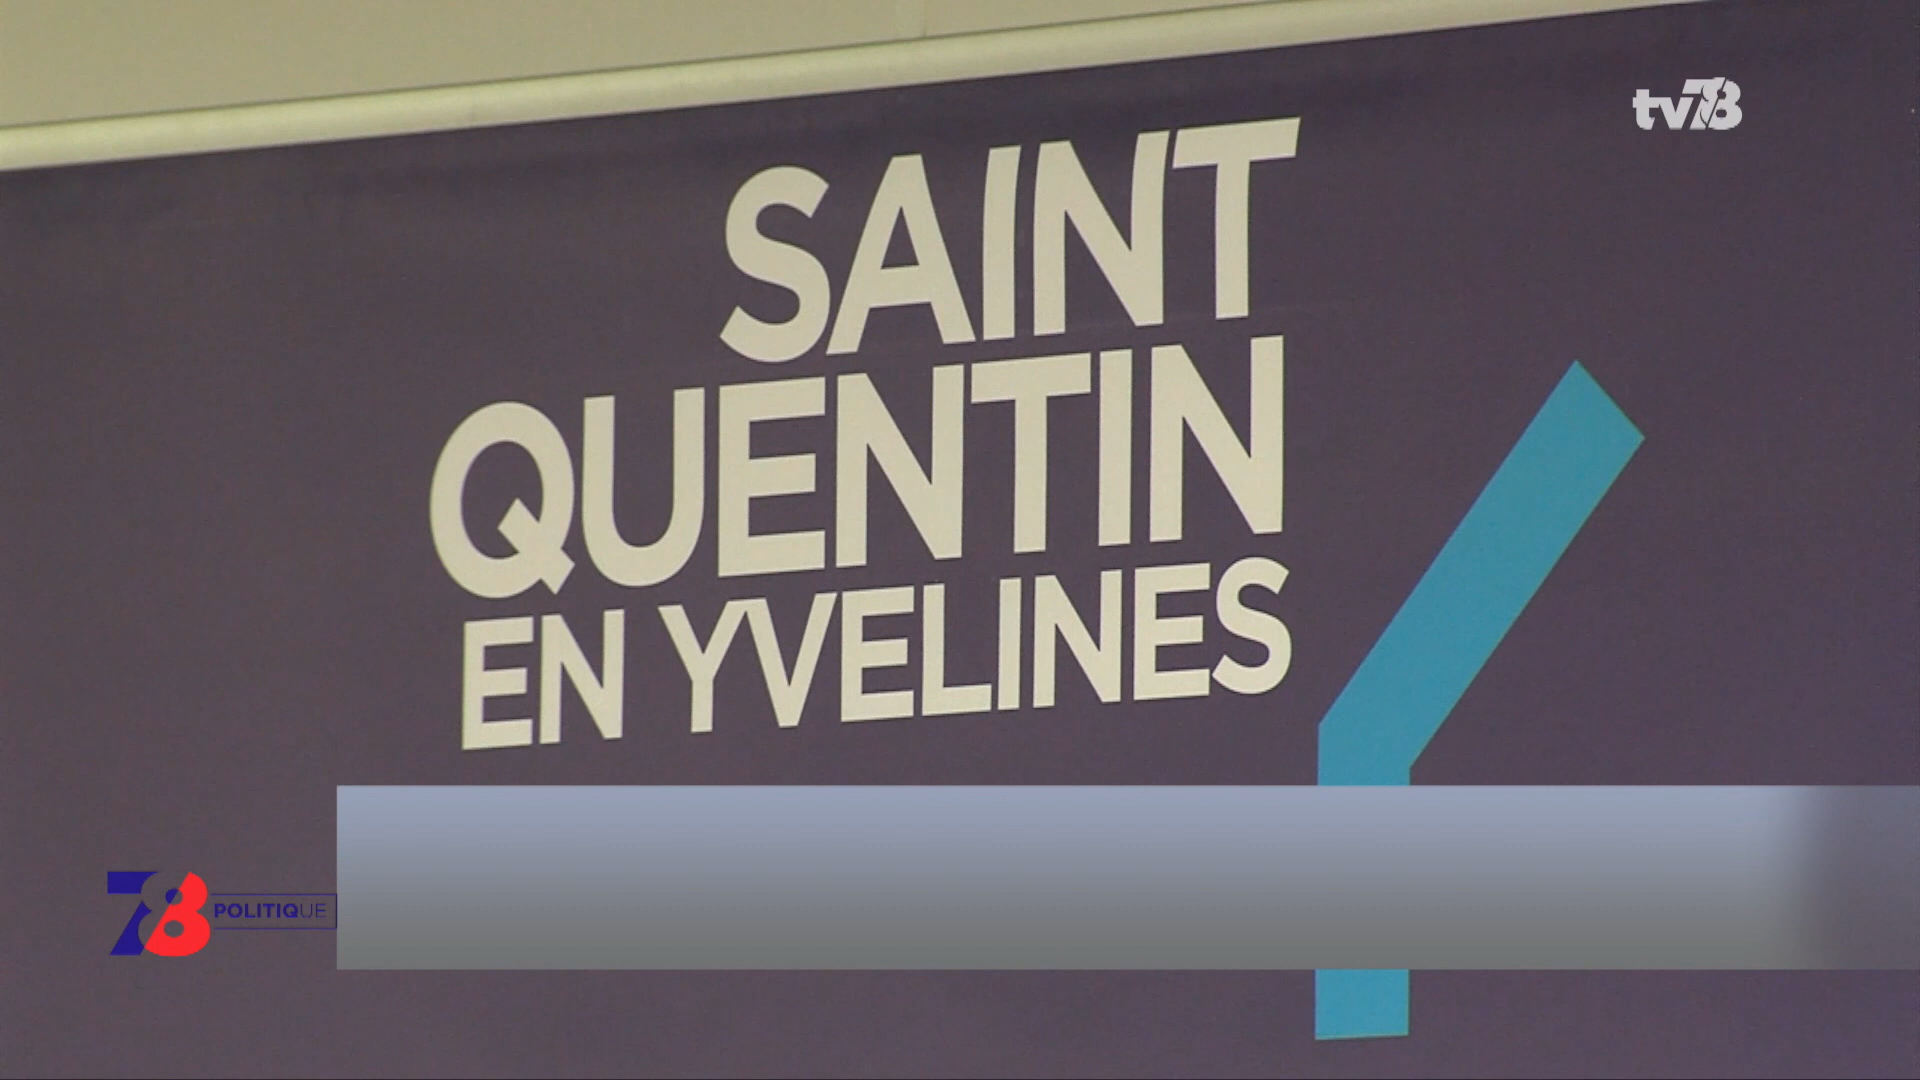 tv78
SAINT
QUENTIN
EN YVELINES
78 POLITIQUE